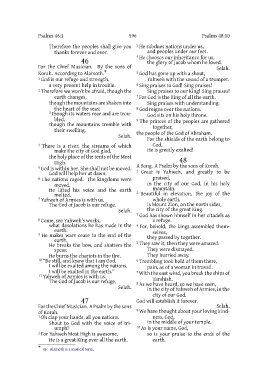 Psalms 46:1 596 Psalms 48:10
Therefore the peoples shall give you
thanks forever and ever.
46
For the Chief Musician. By the sons of
Korah. According to Alamoth.*
1 God is our refuge and strength,
a very present help in trouble.
2 Therefore we won't be afraid, though the
earth changes,
though the mountains are shaken into
the heart of the seas;
3 though its waters roar and are trou-
bled,
though the mountains tremble with
their swelling.
Selah.
4 There is a river, the streams of which
make the city of God glad,
the holy place of the tents of the Most
High.
5 God is within her. She shall not be moved.
God will help her at dawn.
6 The nations raged. The kingdoms were
moved.
He lifted his voice and the earth
melted.
7 Yahweh of Armies is with us.
The God of Jacob is our refuge.
Selah.
8 Come, see Yahweh's works,
what desolations he has made in the
earth.
9 He makes wars cease to the end of the
earth.
He breaks the bow, and shatters the
spear.
He burns the chariots in the fire.
10 "Be still, and know that I am God.
I will be exalted among the nations.
I will be exalted in the earth."
11 Yahweh of Armies is with us.
The God of Jacob is our refuge.
Selah.
47
For the Chief Musician. A Psalm by the sons
of Korah.
1 Oh clap your hands, all you nations.
Shout to God with the voice of tri-
umph!
2 For Yahweh Most High is awesome.
He is a great King over all the earth.
3 He subdues nations under us,
and peoples under our feet.
4 He chooses our inheritance for us,
the glory of Jacob whom he loved.
Selah.
5 God has gone up with a shout,
Yahweh with the sound of a trumpet.
6 Sing praises to God! Sing praises!
Sing praises to our King! Sing praises!
7 For God is the King of all the earth.
Sing praises with understanding.
8 God reigns over the nations.
God sits on his holy throne.
9 The princes of the peoples are gathered
together,
the people of the God of Abraham.
For the shields of the earth belong to
God.
He is greatly exalted!
48
A Song. A Psalm by the sons of Korah.
1 Great is Yahweh, and greatly to be
praised,
in the city of our God, in his holy
mountain.
2 Beautiful in elevation, the joy of the
whole earth,
is Mount Zion, on the north sides,
the city of the great King.
3 God has shown himself in her citadels as
a refuge.
4 For, behold, the kings assembled them-
selves,
they passed by together.
5 They saw it, then they were amazed.
They were dismayed.
They hurried away.
6 Trembling took hold of them there,
pain, as of a woman in travail.
7 With the east wind, you break the ships of
Tarshish.
8 As we have heard, so we have seen,
in the city of Yahweh of Armies, in the
city of our God.
God will establish it forever.
Selah.
9 We have thought about your loving kind-
ness, God,
in the middle of your temple.
10 As is your name, God,
so is your praise to the ends of the
earth.
* 46: Alamoth is a musical term.